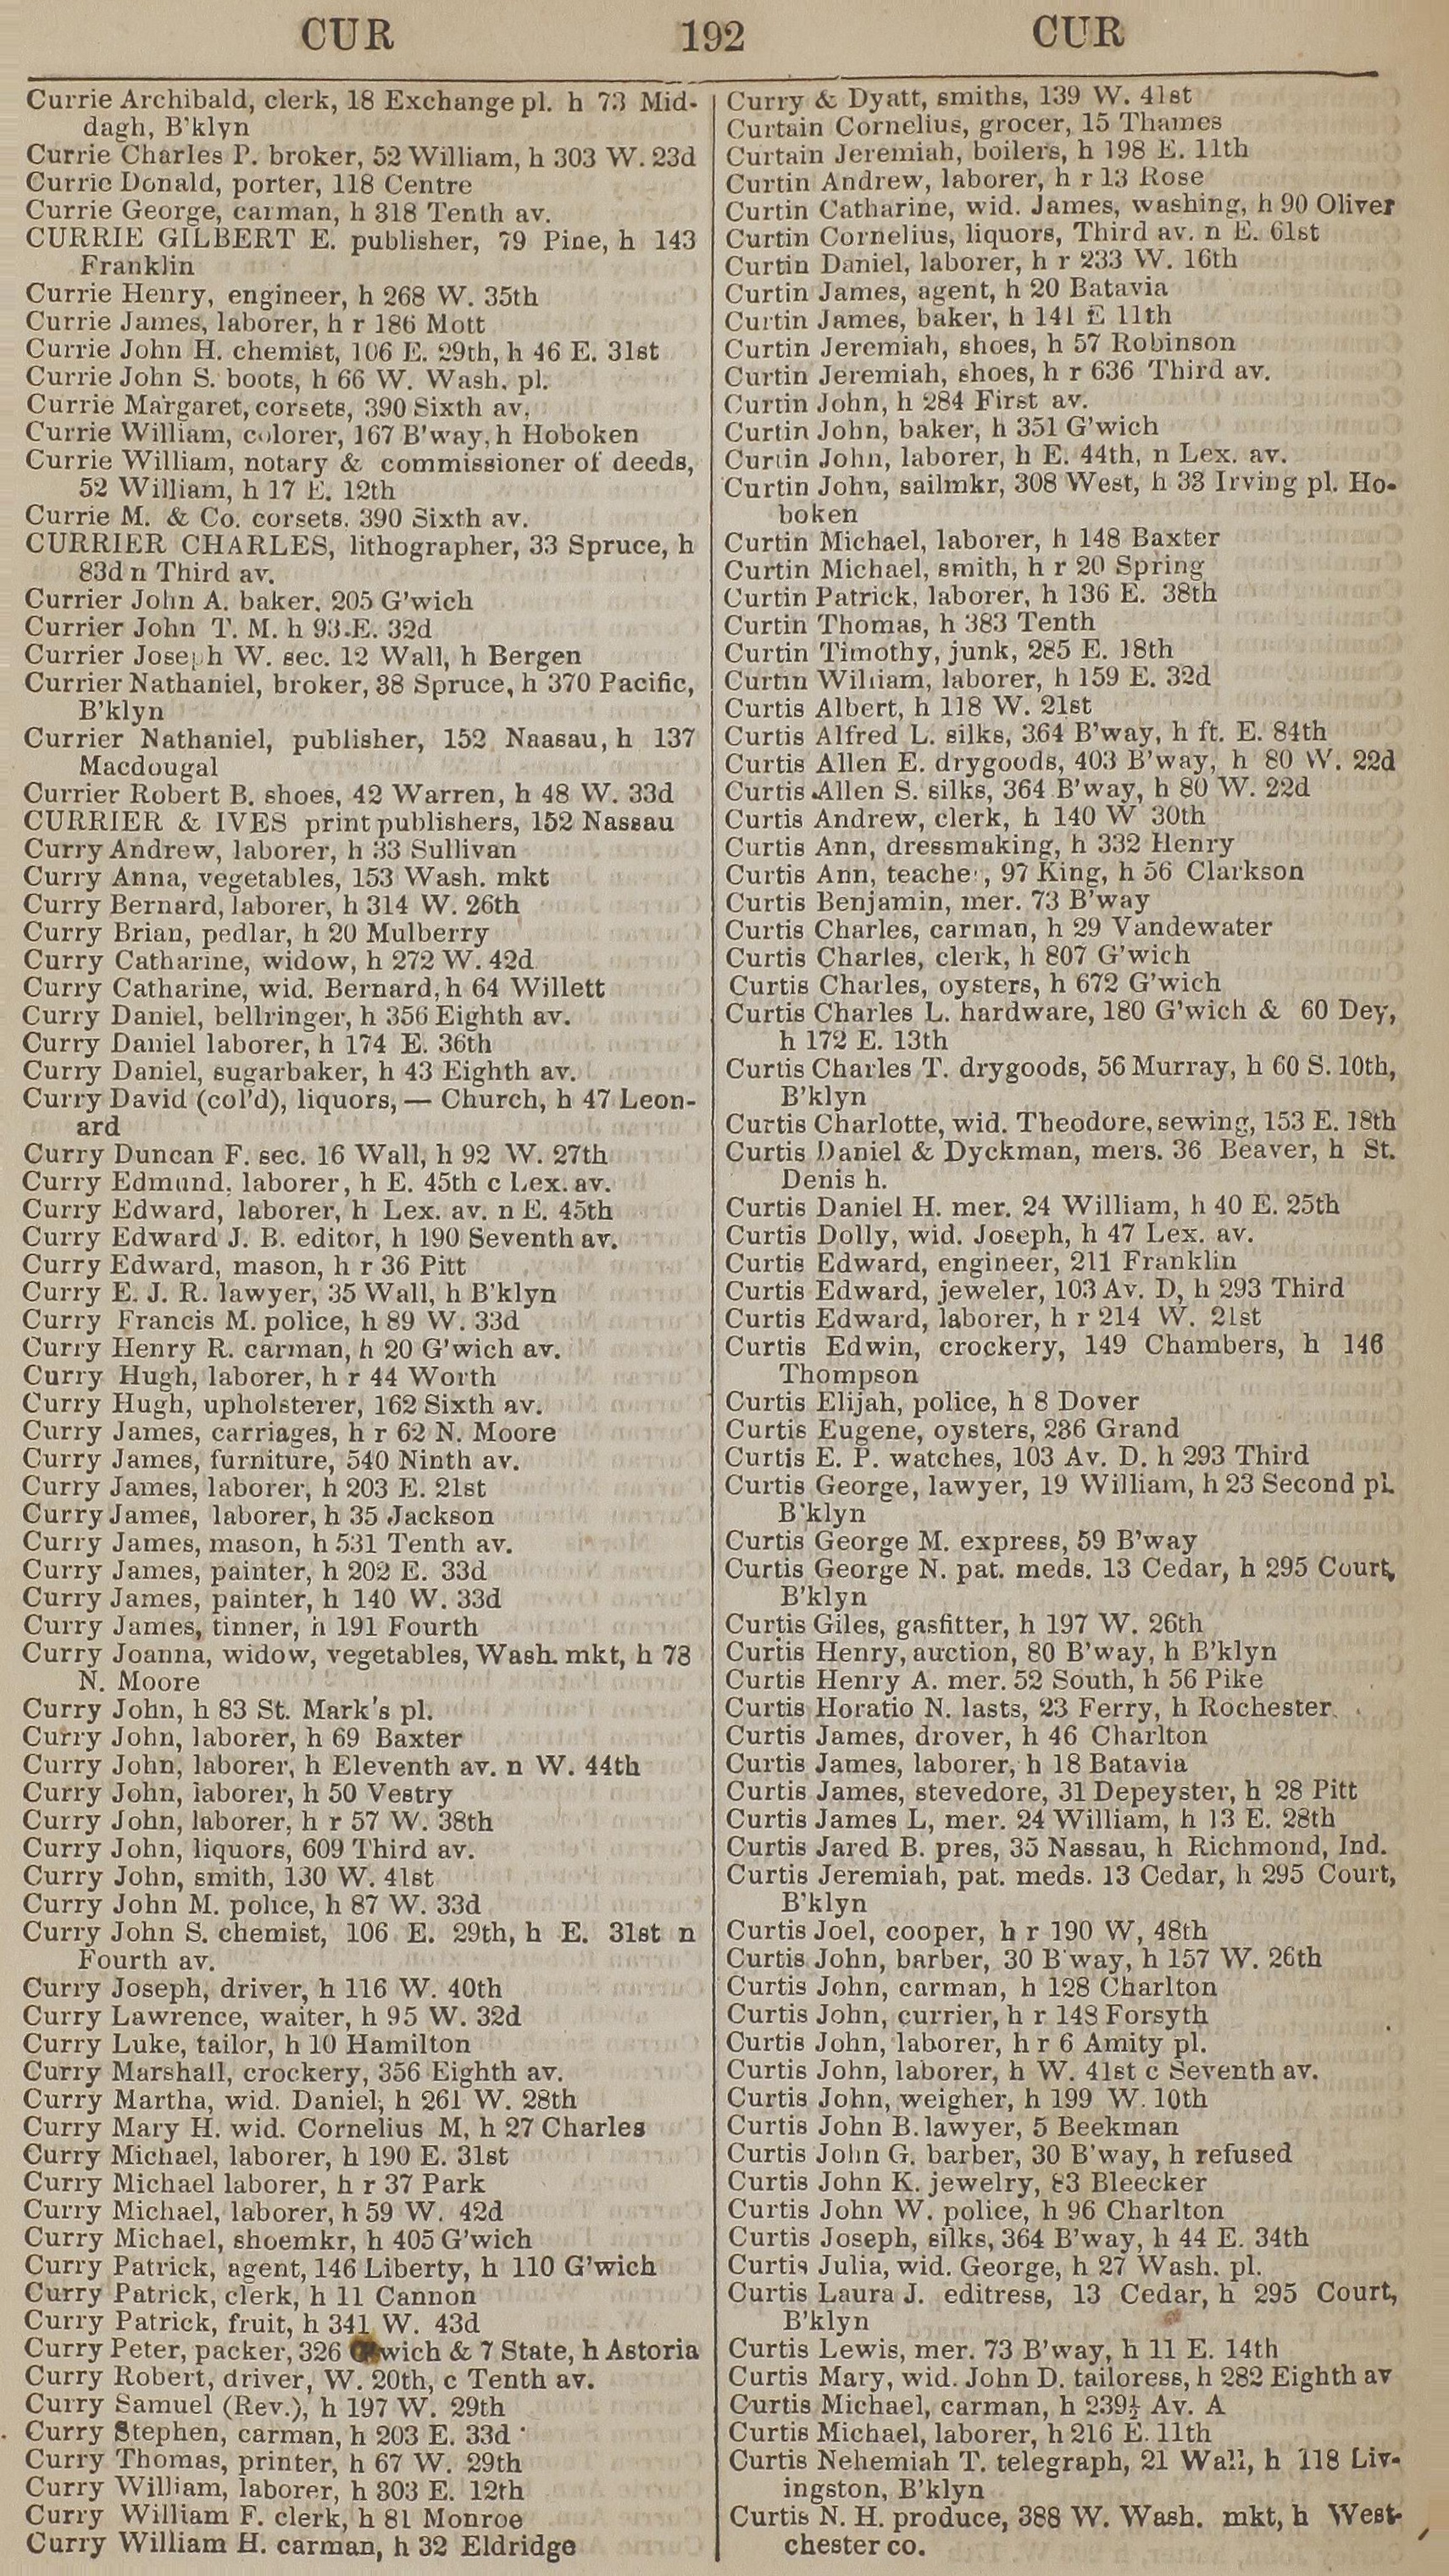 CUR 192 CUR
Currie Archibald, clerk, 18 Exchange pl. h 73 Mid-
dagh, B'klyn
Currie Charles P. broker, 52 William, h 303 W. 23d
Currie Donald, porter, 118 Centre
Currie George, carman, h 318 Tenth av.
CURRIE GILBERT E. publisher, 79 Pine, h 143
Franklin
Currie Henry, engineer, h 268 W. 35th
Currie James, laborer, h r 186 Mott
Currie John H. chemist, 106 E. 29th, h 46 E. 31st
Currie John S. boots, h 66 W. Wash. pl.
Currie Margaret, corsets, 390 Sixth av.
Currie William, colorer, 167 B'way, h Hoboken
Currie William, notary & commissioner of deeds,
52 William, h 17 E. 12th
Currie M. & Co. corsets. 390 Sixth av.
CURRIER CHARLES, lithographer, 33 Spruce, h
83d n Third av.
Currier John A. baker. 205 G'wich
Currier John T. M. h 93 E. 32d
Currier Joseph W. sec. 12 Wall, h Bergen
Currier Nathaniel, broker, 38 Spruce, h 370 Pacific,
B'klyn
Currier Nathaniel, publisher, 152 Naasau, h 137
Macdougal
Currier Robert B. shoes, 42 Warren, h 48 W. 33d
CURRIER & IVES print publishers, 152 Nassau
Curry Andrew, laborer, h 33 Sullivan
Curry Anna, vegetables, 153 Wash. mkt
Curry Bernard, laborer, h 314 W. 26th
Curry Brian, pedlar, h 20 Mulberry
Curry Catharine, widow, h 272 W. 42d
Curry Catharine, wid. Bernard, h 64 Willett
Curry Daniel, bellringer, h 356 Eighth av.
Curry Daniel laborer, h 174 E. 36th
Curry Daniel, sugarbaker, h 43 Eighth av.
Curry David (col'd), liquors, — Church, h 47 Leon-
ard
Curry Duncan F. sec. 16 Wall, h 92 W. 27th
Curry Edmund, laborer, h E. 45th c Lex. av.
Curry Edward, laborer, h Lex. av. n E. 45th
Curry Edward J. B. editor, h 190 Seventh av.
Curry Edward, mason, h r 36 Pitt
Curry E. J. R. lawyer, 35 Wall, h B'klyn
Curry Francis M. police, h 89 W. 33d
Curry Henry R. carman, h 20 G'wich av.
Curry Hugh, laborer, h r 44 Worth
Curry Hugh, upholsterer, 162 Sixth av.
Curry James, carriages, h r 62 N. Moore
Curry James, furniture, 540 Ninth av.
Curry James, laborer, h 203 E. 21st
Curry James, laborer, h 35 Jackson
Curry James, mason, h 531 Tenth av.
Curry James, painter, h 202 E. 33d
Curry James, painter, h 140 W. 33d
Curry James, tinner, h 191 Fourth
Curry Joanna, widow, vegetables, Wash. mkt, h 78
N. Moore
Curry John, h 83 St. Mark's pl.
Curry John, laborer, h 69 Baxter
Curry John, laborer, h Eleventh av. n W. 44th
Curry John, laborer, h 50 Vestry
Curry John, laborer, h r 57 W. 38th
Curry John, liquors, 609 Third av.
Curry John, smith, 130 W. 41st
Curry John M. police, h 87 W. 33d
Curry John S. chemist, 106 E. 29th, h E. 31st n
Fourth av.
Curry Joseph, driver, h 116 W. 40th
Curry Lawrence, waiter, h 95 W. 32d
Curry Luke, tailor, h 10 Hamilton
Curry Marshall, crockery, 356 Eighth av.
Curry Martha, wid. Daniel, h 261 W. 28th
Curry Mary H. wid. Cornelius M, h 27 Charles
Curry Michael, laborer, h 190 E. 31st
Curry Michael laborer, h r 37 Park
Curry Michael, laborer, h 59 W. 42d
Curry Michael, shoemkr, h 405 G'wich
Curry Patrick, agent, 146 Liberty, h 110 G'wich
Curry Patrick, clerk, h 11 Cannon
Curry Patrick, fruit, h 341 W. 43d
Curry Peter, packer, 326 G'wich & 7 State, h Astoria
Curry Robert, driver, W. 20th, c Tenth av.
Curry Samuel (Rev.), h 197 W. 29th
Curry Stephen, carman, h 203 E. 33d
Curry Thomas, printer, h 67 W. 29th
Curry William, laborer, h 303 E. 12th
Curry William F. clerk, h 81 Monroe
Curry William H. carman, h 32 Eldridge
Curry & Dyatt, smiths, 139 W. 41st
Curtain Cornelius, grocer, 15 Thames
Curtain Jeremiah, boilers, h 198 E. 11th
Curtin Andrew, laborer, h r 13 Rose
Curtin Catharine, wid. James, washing, h 90 Oliver
Curtin Cornelius, liquors, Third av. n E. 61st
Curtin Daniel, laborer, h r 233 W. 16th
Curtin James, agent, h 20 Batavia
Curtin James, baker, h 141 E 11th
Curtin Jeremiah, shoes, h 57 Robinson
Curtin Jeremiah, shoes, h r 636 Third av.
Curtin John, h 284 First av.
Curtin John, baker, h 351 G'wich
Curtin John, laborer, h E. 44th, n Lex. av.
Curtin John, sailmkr, 308 West, h 33 Irving pl. Ho-
boken
Curtin Michael, laborer, h 148 Baxter
Curtin Michael, smith, h r 20 Spring
Curtin Patrick, laborer, h 136 E. 38th
Curtin Thomas, h 383 Tenth
Curtin Timothy, junk, 285 E. 18th
Curtin William, laborer, h 159 E. 32d
Curtis Albert, h 118 W. 21st
Curtis Alfred L. silks, 364 B'way, h ft. E. 84th
Curtis Allen E. drygoods, 403 B'way, h 80 W. 22d
Curtis Allen S. silks, 364 B'way, h 80 W. 22d
Curtis Andrew, clerk, h 140 W 30th
Curtis Ann, dressmaking, h 332 Henry
Curtis Ann, teacher, 97 King, h 56 Clarkson
Curtis Benjamin, mer. 73 B'way
Curtis Charles, carman, h 29 Vandewater
Curtis Charles, clerk, h 807 G'wich
Curtis Charles, oysters, h 672 G'wich
Curtis Charles L. hardware, 180 G'wich & 60 Dey,
h 172 E. 13th
Curtis Charles T. drygoods, 56 Murray, h 60 S. 10th,
B'klyn
Curtis Charlotte, wid. Theodore, sewing, 153 E. 18th
Curtis Daniel & Dyckman, mers. 36 Beaver, h St.
Denis h.
Curtis Daniel H. mer. 24 William, h 40 E. 25th
Curtis Dolly, wid. Joseph, h 47 Lex. av.
Curtis Edward, engineer, 211 Franklin
Curtis Edward, jeweler, 103 Av. D, h 293 Third
Curtis Edward, laborer, h r 214 W. 21st
Curtis Edwin, crockery, 149 Chambers, h 146
Thompson
Curtis Elijah, police, h 8 Dover
Curtis Eugene, oysters, 236 Grand
Curtis E. P. watches, 103 Av. D. h 293 Third
Curtis George, lawyer, 19 William, h 23 Second pl.
B'klyn
Curtis George M. express, 59 B'way
Curtis George N. pat. meds. 13 Cedar, h 295 Court,
B'klyn
Curtis Giles, gasfitter, h 197 W. 26th
Curtis Henry, auction, 80 B'way, h B'klyn
Curtis Henry A. mer. 52 South, h 56 Pike
Curtis Horatio N. lasts, 23 Ferry, h Rochester
Curtis James, drover, h 46 Charlton
Curtis James, laborer, h 18 Batavia
Curtis James, stevedore, 31 Depeyster, h 28 Pitt
Curtis James L, mer. 24 William, h 13 E. 28th
Curtis Jared B. pres, 35 Nassau, h Richmond, Ind.
Curtis Jeremiah, pat. meds. 13 Cedar, h 295 Court,
B'klyn
Curtis Joel, cooper, h r 190 W, 48th
Curtis John, barber, 30 B'way, h 157 W. 26th
Curtis John, carman, h 128 Charlton
Curtis John, currier, h r 148 Forsyth
Curtis John, laborer, h r 6 Amity pl.
Curtis John, laborer, h W. 41st c Seventh av.
Curtis John, weigher, h 199 W. 10th
Curtis John B. lawyer, 5 Beekman
Curtis John G. barber, 30 B'way, h refused
Curtis John K. jewelry, 83 Bleecker
Curtis John W. police, h 96 Charlton
Curtis Joseph, silks, 364 B'way, h 44 E. 34th
Curtis Julia, wid. George, h 27 Wash. pl.
Curtis Laura J. editress, 13 Cedar, h 295 Court,
B'klyn
Curtis Lewis, mer. 73 B'way, h 11 E. 14th
Curtis Mary, wid. John D. tailoress, h 282 Eighth av
Curtis Michael, carman, h 239½ Av. A
Curtis Michael, laborer, h 216 E. 11th
Curtis Nehemiah T. telegraph, 21 Wall, h 118 Liv-
ingston, B'klyn
Curtis N. H. produce, 388 W. Wash. mkt, h West-
chester co.